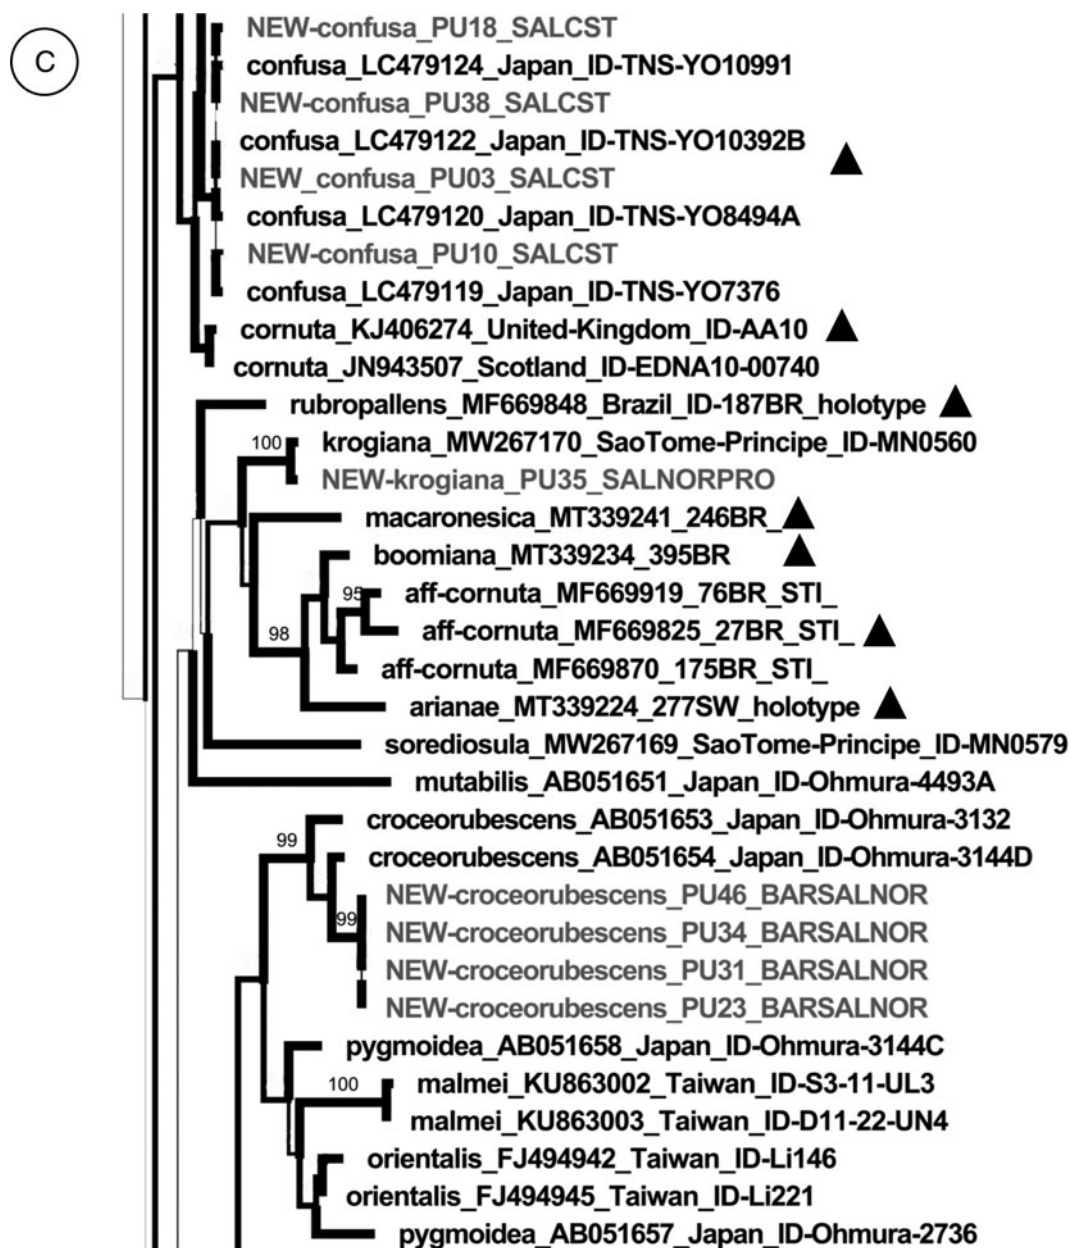 C
NEW-confusa_PU18_SALCST
confusa_LC479124_Japan_ID-TNS-YO10991
NEW-confusa_PU38_SALCST
confusa_LC479122_Japan_ID-TNS-YO10392B
NEW_confusa_PU03_SALCST
confusa_LC479120_Japan_ID-TNS-YO8494A
NEW-confusa_PU10_SALCST
confusa_LC479119_Japan_ID-TNS-YO7376
cornuta_KJ406274_United-Kingdom_ID-AA10
cornuta_JN943507_Scotland_ID-EDNA10-00740
rubropallens_MF669848_Brazil_ID-187BR_holotype
100 krogiana_MW267170_SaoTome-Principe_ID-MN0560
NEW-krogiana_PU35_SALNORPRO
macaronesica_MT339241_246BR_
boomiana_MT339234_395BR
95 aff-cornuta_MF669919_76BR_STI_
98 aff-cornuta_MF669825_27BR_STI_
aff-cornuta_MF669870_175BR_STI_
arianae_MT339224_277SW_holotype
sorediosula_MW267169_SaoTome-Principe_ID-MN0579
mutabilis_AB051651_Japan_ID-Ohmura-4493A
croceorubescens_AB051653_Japan_ID-Ohmura-3132
99 croceorubescens_AB051654_Japan_ID-Ohmura-3144D
NEW-croceorubescens_PU46_BARSALNOR
99 NEW-croceorubescens_PU34_BARSALNOR
NEW-croceorubescens_PU31_BARSALNOR
NEW-croceorubescens_PU23_BARSALNOR
pygmoidea_AB051658_Japan_ID-Ohmura-3144C
100 malmei_KU863002_Taiwan_ID-S3-11-UL3
malmei_KU863003_Taiwan_ID-D11-22-UN4
orientalis_FJ494942_Taiwan_ID-Li146
orientalis_FJ494945_Taiwan_ID-Li221
pygmoidea_AB051657_Japan_ID-Ohmura-2736